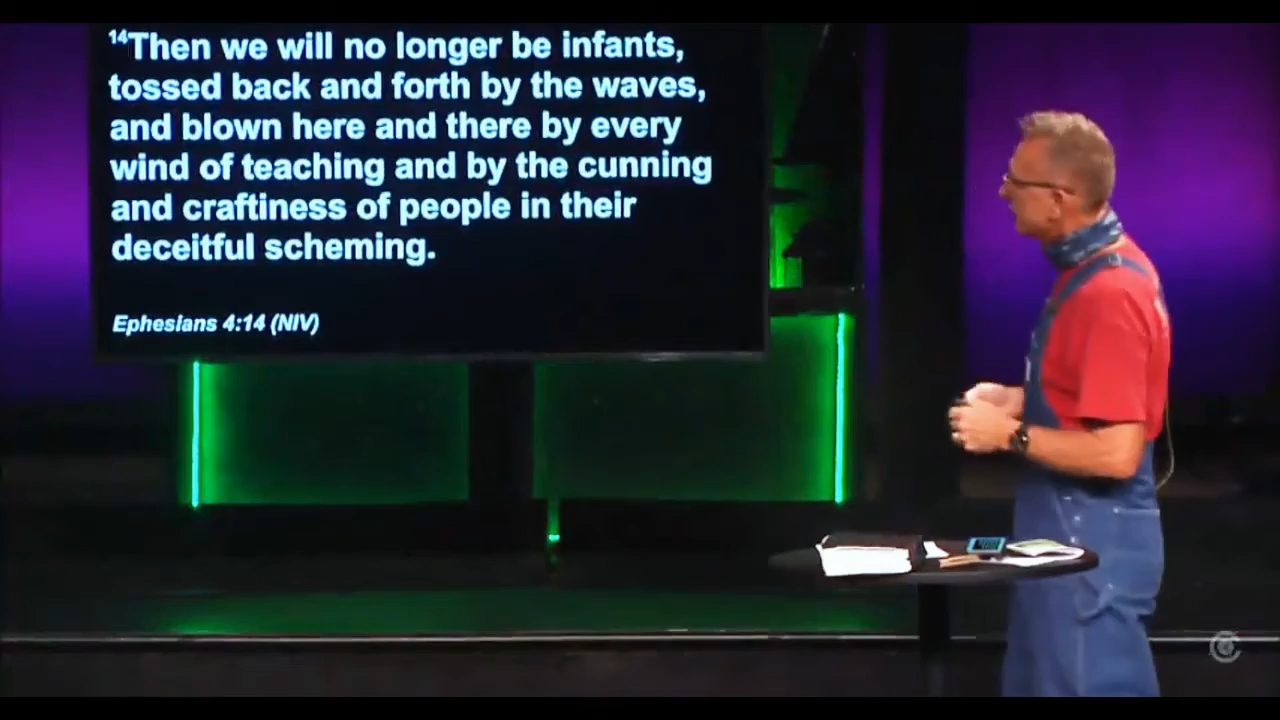 ¹⁴Then we will no longer be infants,
tossed back and forth by the waves,
and blown here and there by every
wind of teaching and by the cunning
and craftiness of people in their
deceitful scheming.
Ephesians 4:14 (NIV)